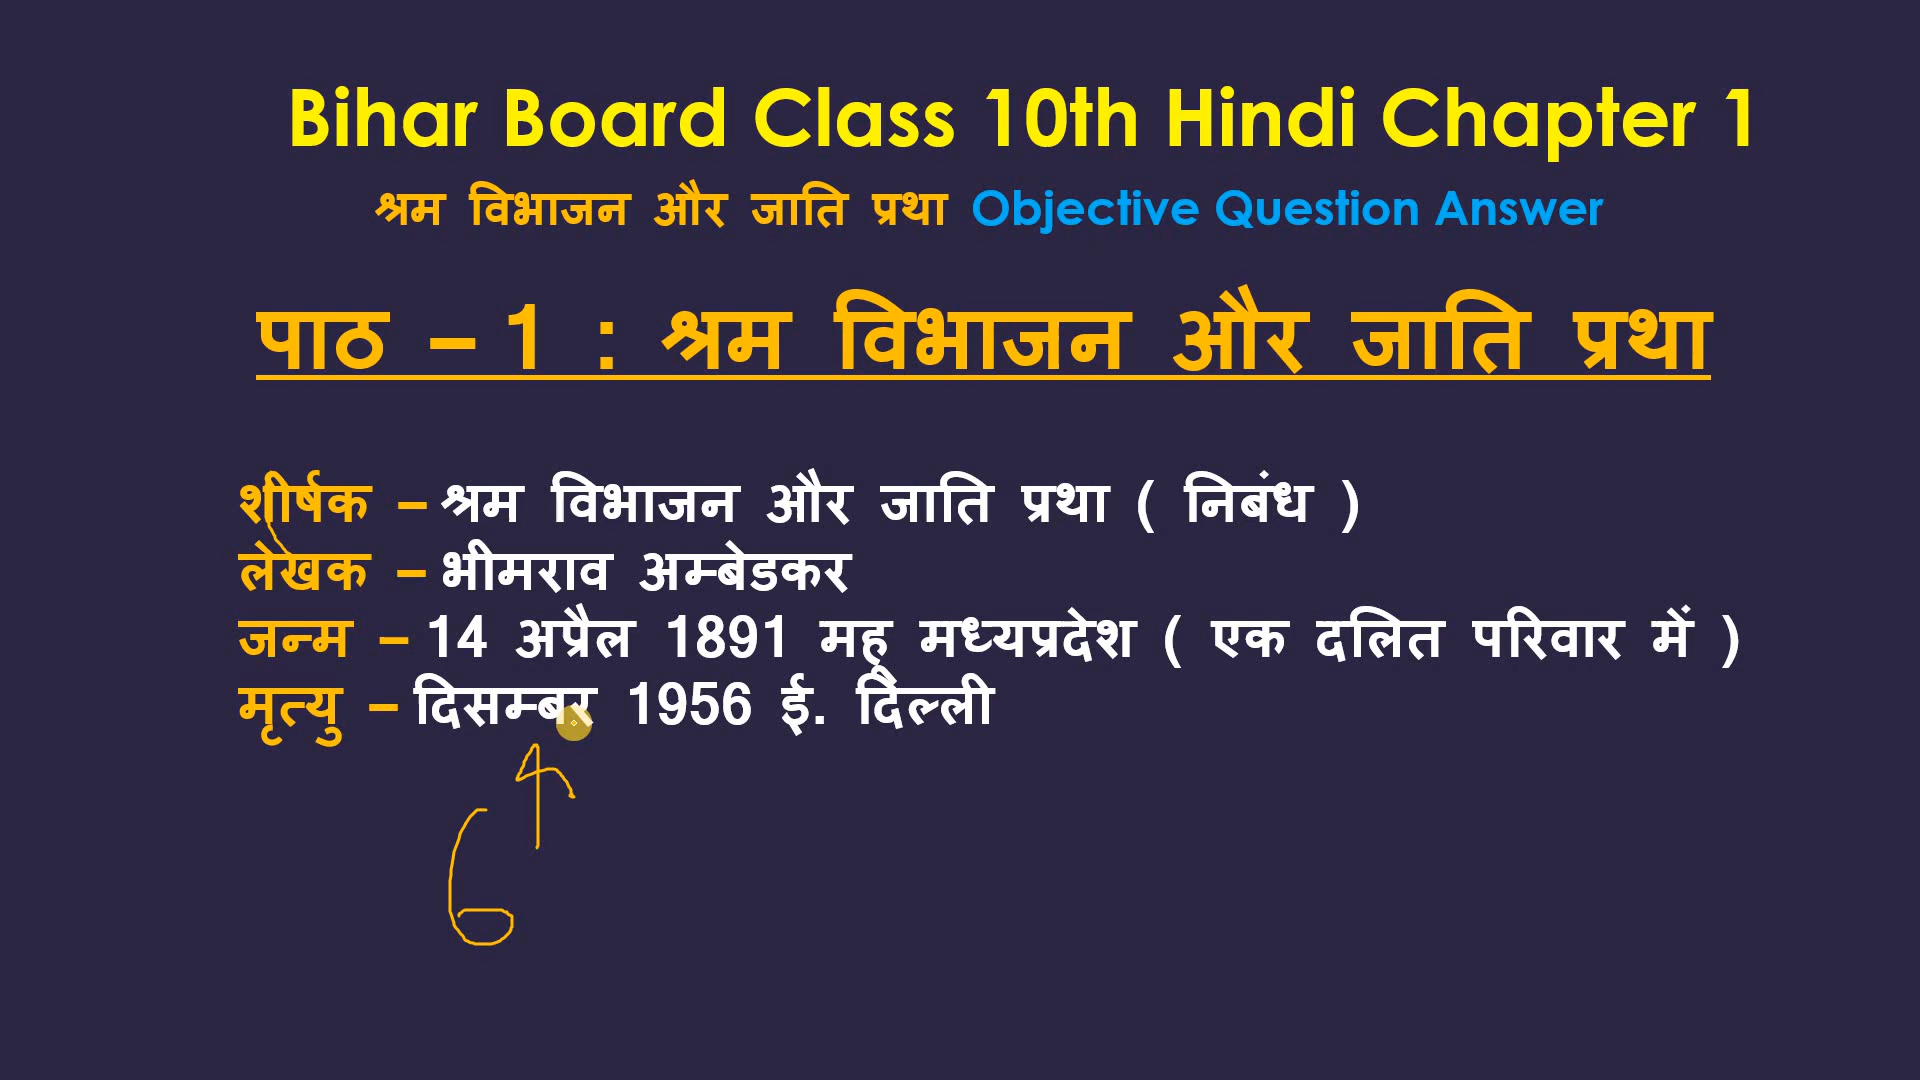 Bihar Board Class 10th Hindi Chapter 1
श्रम विभाजन और जाति प्रथा Objective Question Answer
पाठ – 1 : श्रम विभाजन और जाति प्रथा
शीर्षक – श्रम विभाजन और जाति प्रथा ( निबंध )
लेखक – भीमराव अम्बेडकर
जन्म – 14 अप्रैल 1891 महू मध्यप्रदेश ( एक दलित परिवार में )
मृत्यु – दिसम्बर 1956 ई. दिल्ली
6